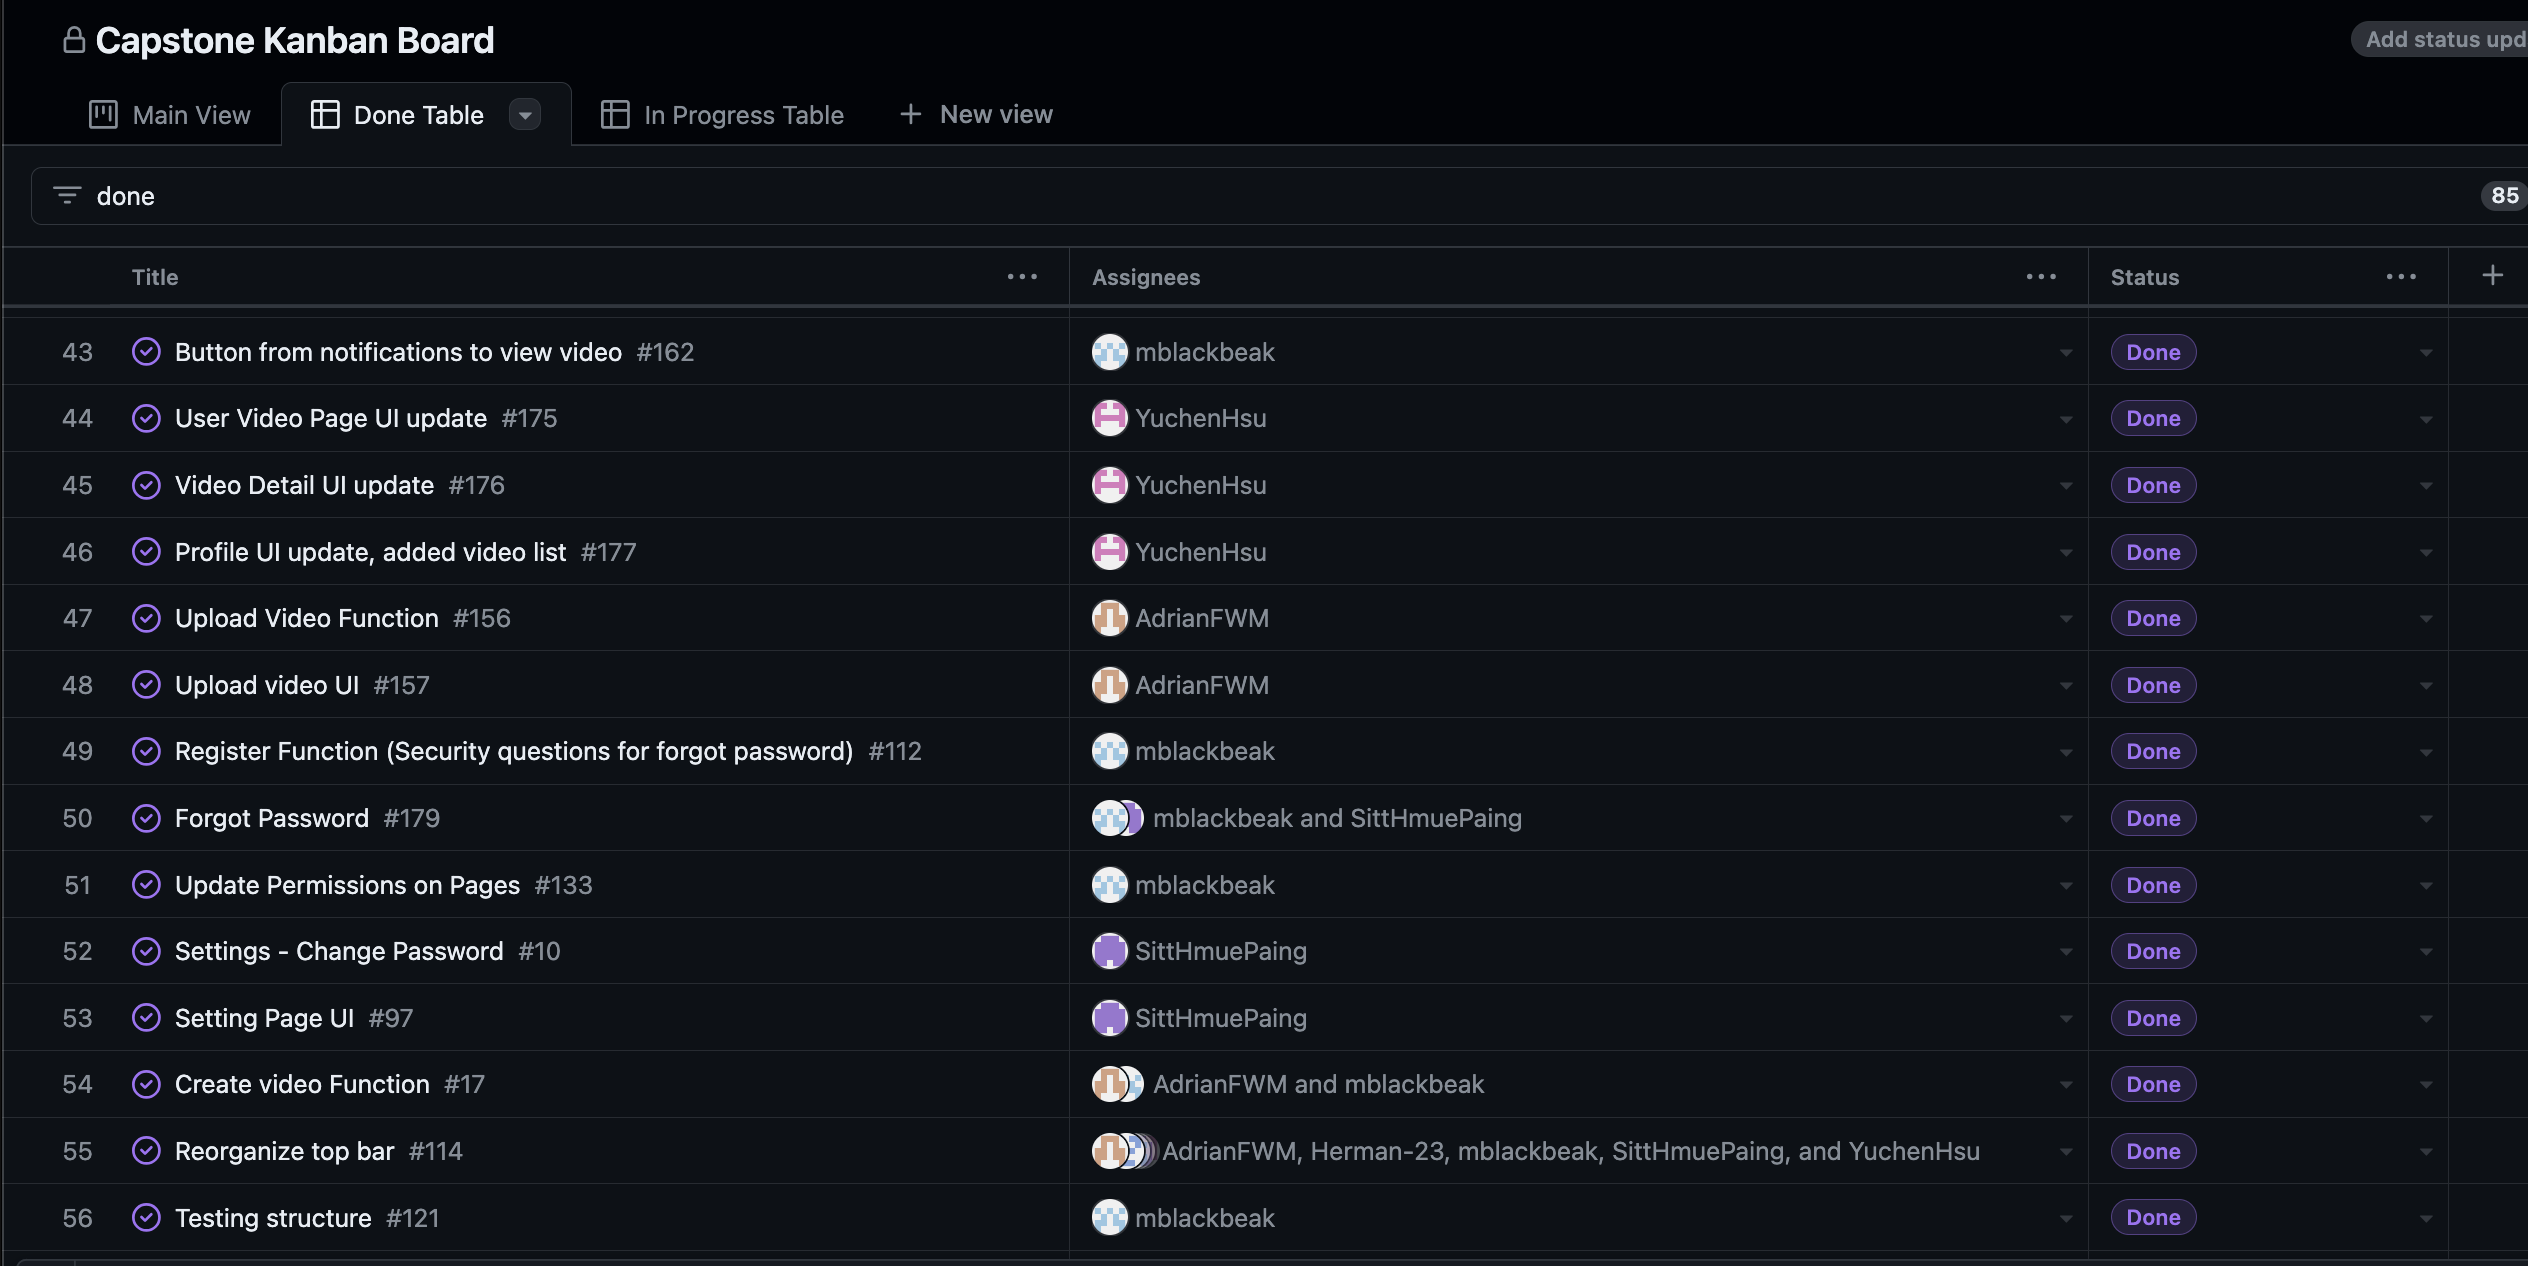 Capstone Kanban Board
Add status upd
Main View Done Table In Progress Table + New view
done 85
Title ... Assignees ... Status ... +
43 Button from notifications to view video #162 mblackbeak Done
44 User Video Page UI update #175 YuchenHsu Done
45 Video Detail UI update #176 YuchenHsu Done
46 Profile UI update, added video list #177 YuchenHsu Done
47 Upload Video Function #156 AdrianFWM Done
48 Upload video UI #157 AdrianFWM Done
49 Register Function (Security questions for forgot password) #112 mblackbeak Done
50 Forgot Password #179 mblackbeak and SittHmuePaing Done
51 Update Permissions on Pages #133 mblackbeak Done
52 Settings - Change Password #10 SittHmuePaing Done
53 Setting Page UI #97 SittHmuePaing Done
54 Create video Function #17 AdrianFWM and mblackbeak Done
55 Reorganize top bar #114 AdrianFWM, Herman-23, mblackbeak, SittHmuePaing, and YuchenHsu Done
56 Testing structure #121 mblackbeak Done